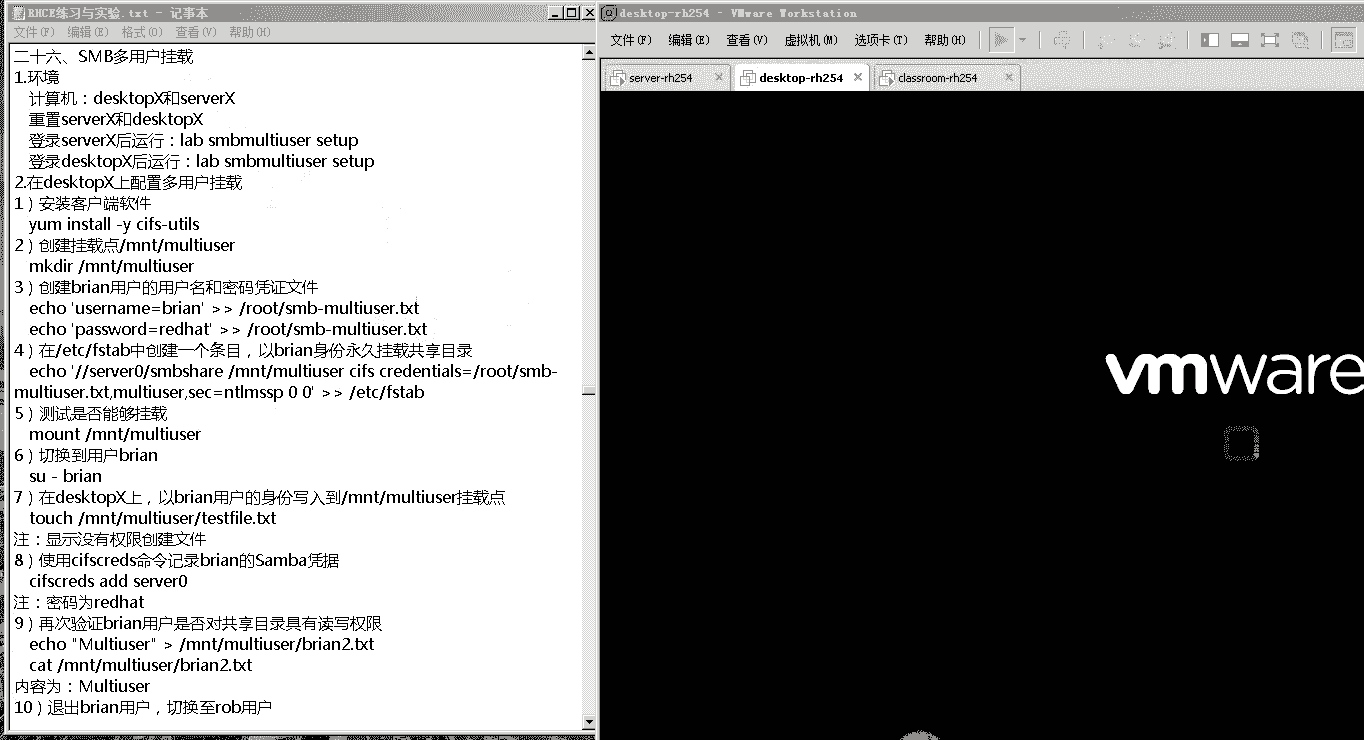 RHCE练习与实验.txt - 记事本
文件(F) 编辑(E) 格式(O) 查看(V) 帮助(H)
二十六、SMB多用户挂载
1.环境
计算机：desktopX和serverX
重置serverX和desktopX
登录serverX后运行：lab smbmultiuser setup
登录desktopX后运行：lab smbmultiuser setup
2.在desktopX上配置多用户挂载
1）安装客户端软件
yum install -y cifs-utils
2）创建挂载点/mnt/multiuser
mkdir /mnt/multiuser
3）创建brian用户的用户名和密码凭证文件
echo 'username=brian' >> /root/smb-multiuser.txt
echo 'password=redhat' >> /root/smb-multiuser.txt
4）在/etc/fstab中创建一个条目，以brian身份永久挂载共享目录
echo '//server0/smbshare /mnt/multiuser cifs credentials=/root/smb-
multiuser.txt,multiuser,sec=ntlmssp 0 0' >> /etc/fstab
5）测试是否能够挂载
mount /mnt/multiuser
6）切换到用户brian
su - brian
7）在desktopX上，以brian用户的身份写入到/mnt/multiuser挂载点
touch /mnt/multiuser/testfile.txt
注：显示没有权限创建文件
8）使用cifscreds命令记录brian的Samba凭据
cifscreds add server0
注：密码为redhat
9）再次验证brian用户是否对共享目录具有读写权限
echo "Multiuser" > /mnt/multiuser/brian2.txt
cat /mnt/multiuser/brian2.txt
内容为：Multiuser
10）退出brian用户，切换至rob用户
desktop-rh254 - VMware Workstation
文件(F) 编辑(E) 查看(V) 虚拟机(M) 选项卡(T) 帮助(H)
server-rh254 desktop-rh254 classroom-rh254
vmware